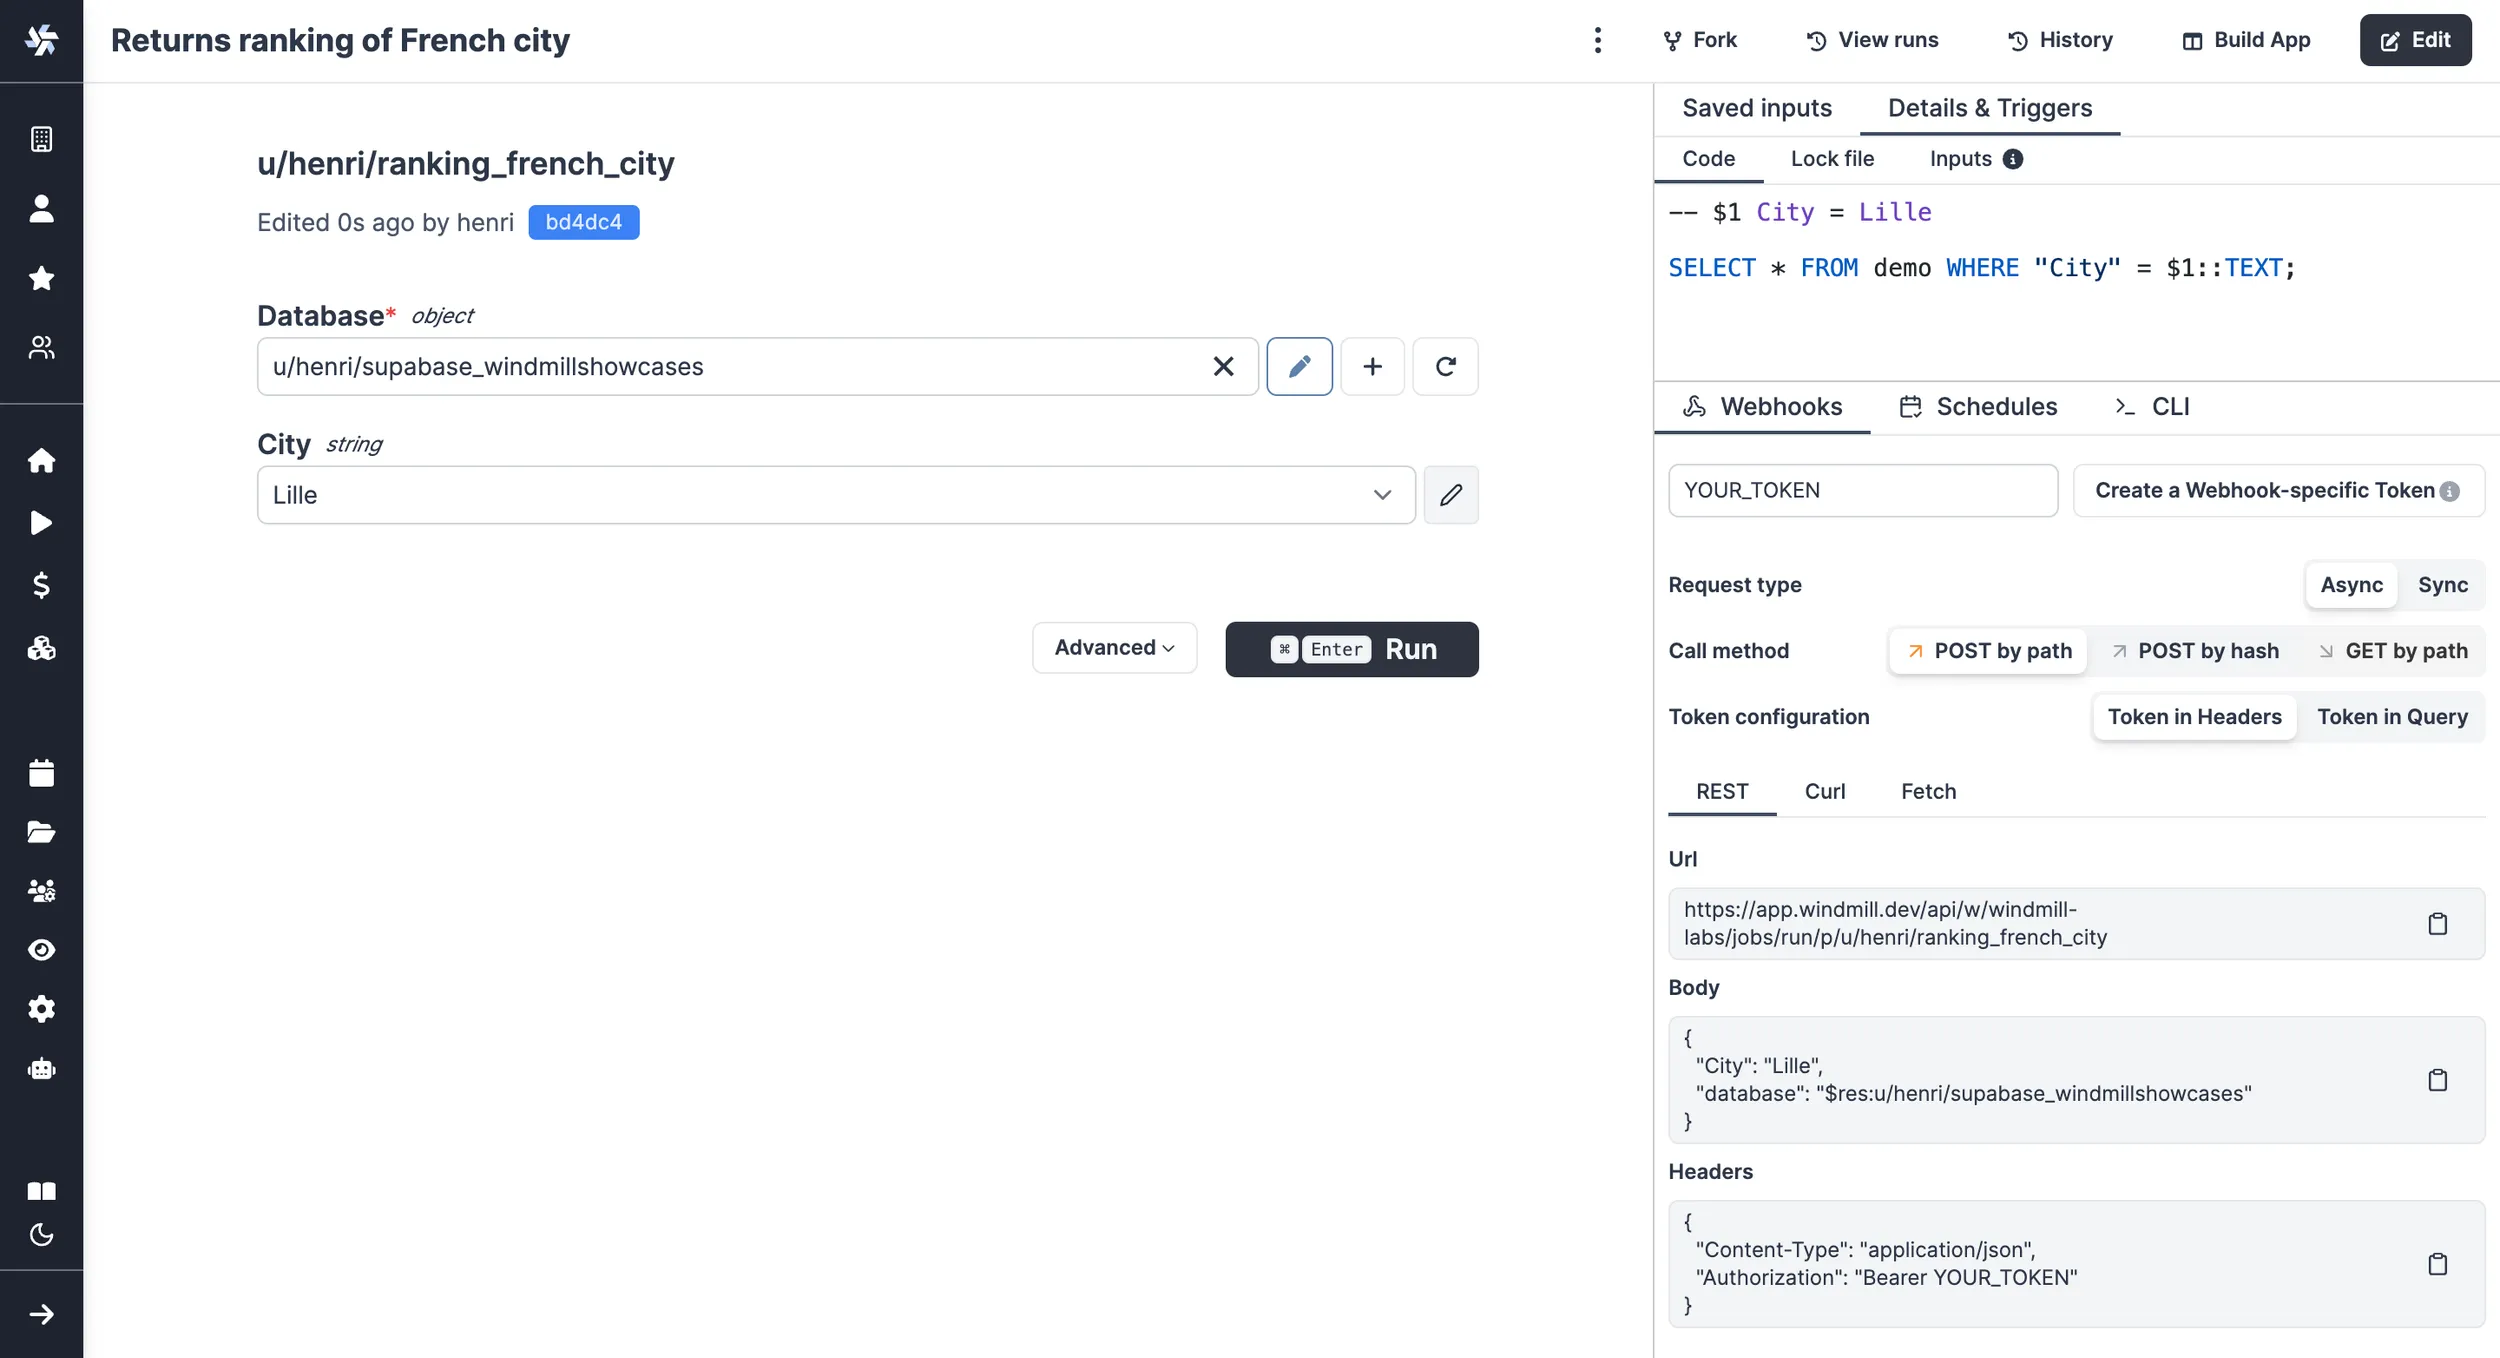 Returns ranking of French city
Fork
View runs
History
Build App
Edit
u/henri/ranking_french_city
Edited 0s ago by henri bd4dc4
Database* object
u/henri/supabase_windmillshowcases
City string
Lille
Advanced
⌘ Enter Run
Saved inputs
Details & Triggers
Code
Lock file
Inputs
-- $1 City = Lille
SELECT * FROM demo WHERE "City" = $1::TEXT;
Webhooks
Schedules
CLI
YOUR_TOKEN
Create a Webhook-specific Token
Request type
Async
Sync
Call method
POST by path
POST by hash
GET by path
Token configuration
Token in Headers
Token in Query
REST
Curl
Fetch
Url
https://app.windmill.dev/api/w/windmill-
labs/jobs/run/p/u/henri/ranking_french_city
Body
{
"City": "Lille",
"database": "$res:u/henri/supabase_windmillshowcases"
}
Headers
{
"Content-Type": "application/json",
"Authorization": "Bearer YOUR_TOKEN"
}